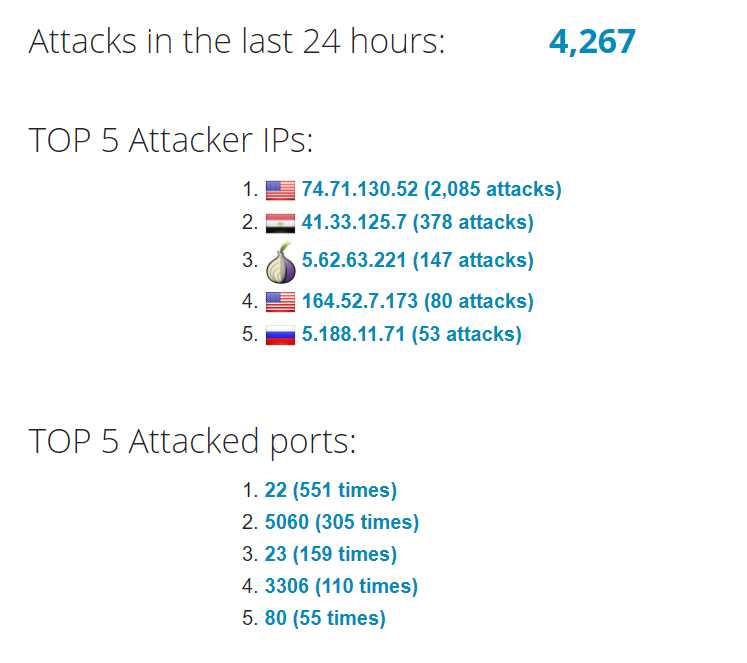 Attacks in the last 24 hours: 4,267
TOP 5 Attacker IPs:
1. 74.71.130.52 (2,085 attacks)
2. 41.33.125.7 (378 attacks)
3. 5.62.63.221 (147 attacks)
4. 164.52.7.173 (80 attacks)
5. 5.188.11.71 (53 attacks)
TOP 5 Attacked ports:
1. 22 (551 times)
2. 5060 (305 times)
3. 23 (159 times)
4. 3306 (110 times)
5. 80 (55 times)